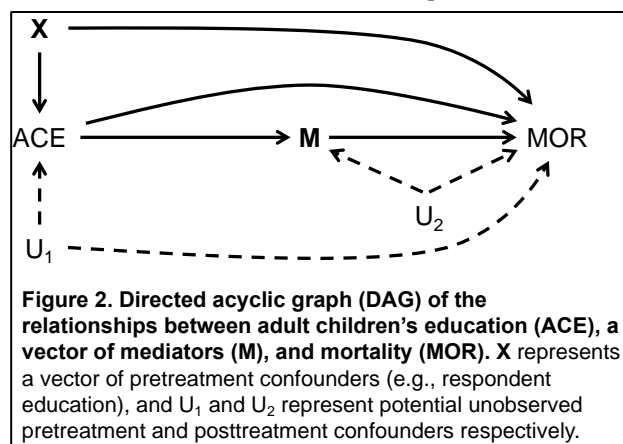 X
ACE
M
MOR
U₂
U₁
Figure 2. Directed acyclic graph (DAG) of the
relationships between adult children's education (ACE), a
vector of mediators (M), and mortality (MOR). X represents
a vector of pretreatment confounders (e.g., respondent
education), and U₁ and U₂ represent potential unobserved
pretreatment and posttreatment confounders respectively.